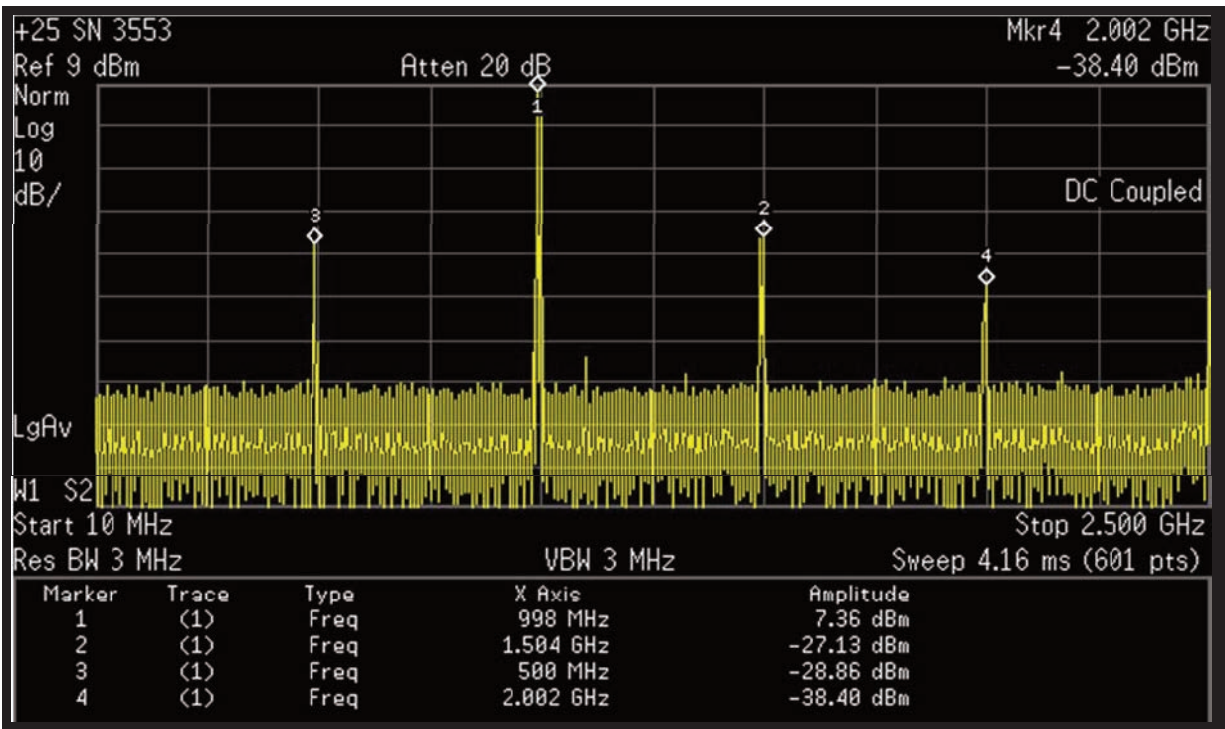 +25 SN 3553 Mkr4 2.002 GHz
Ref 9 dBm Atten 20 dB -38.40 dBm
Norm
1
Log
10
dB/ DC Coupled
3 2
4
LgAv
W1 S2
Start 10 MHz Stop 2.500 GHz
Res BW 3 MHz VBW 3 MHz Sweep 4.16 ms (601 pts)
Marker Trace Type X Axis Amplitude
1 (1) Freq 998 MHz 7.36 dBm
2 (1) Freq 1.504 GHz -27.13 dBm
3 (1) Freq 500 MHz -28.86 dBm
4 (1) Freq 2.002 GHz -38.40 dBm